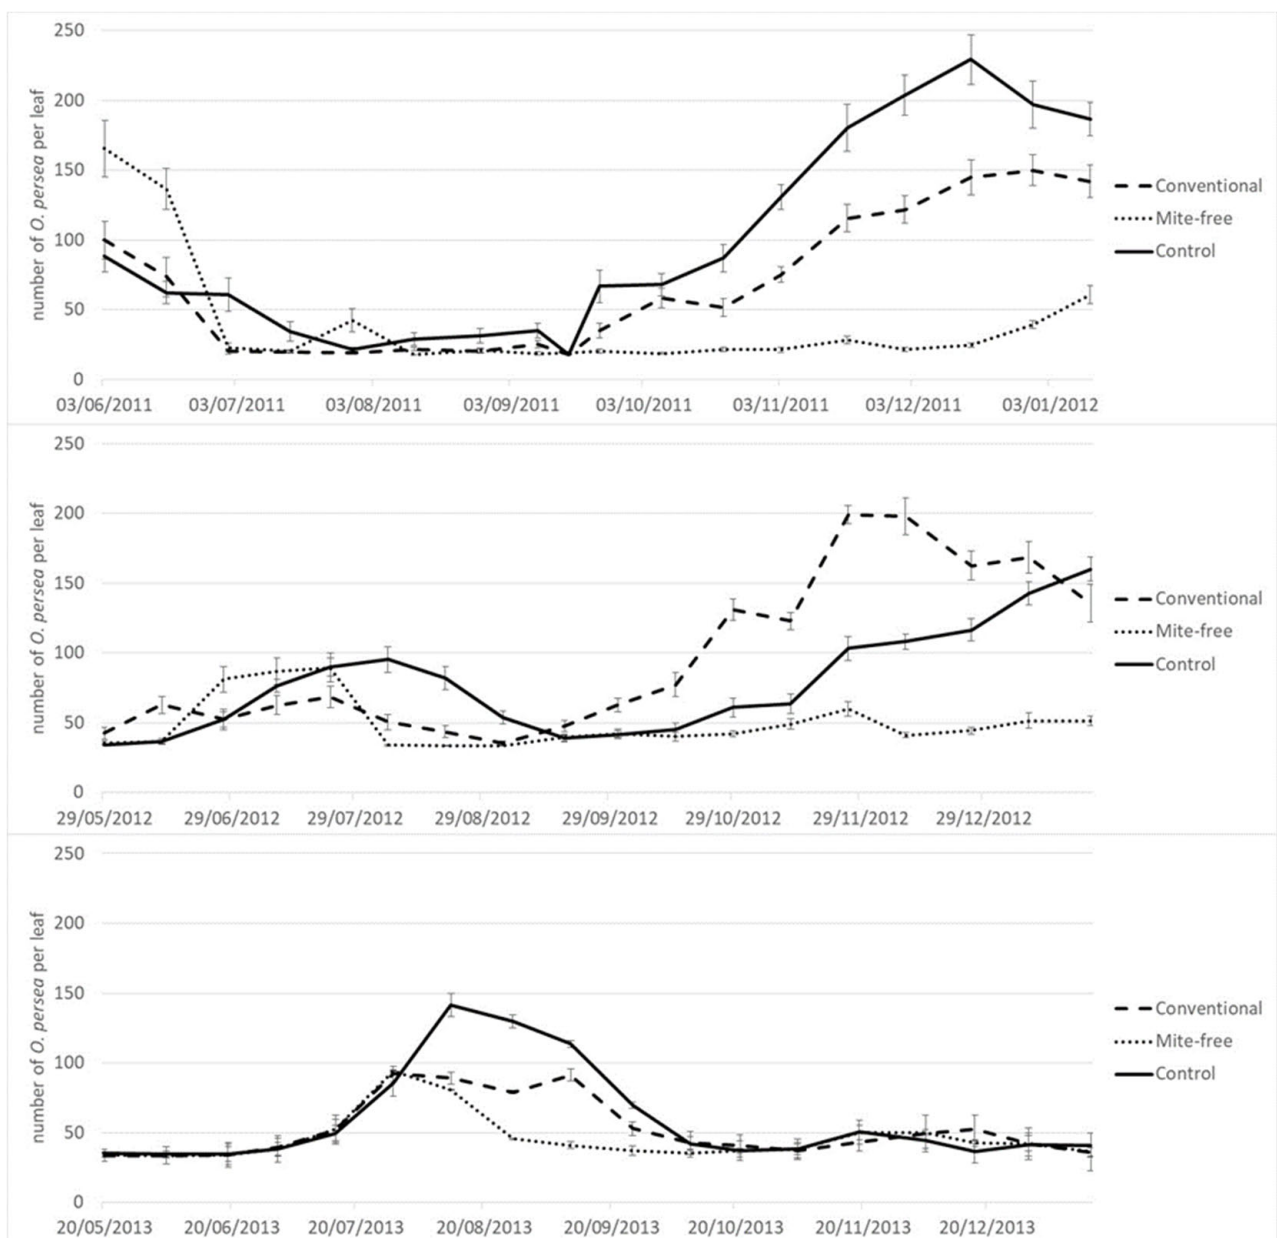 250
200
150
100
50
0
number of O. persea per leaf
03/06/2011 03/07/2011 03/08/2011 03/09/2011 03/10/2011 03/11/2011 03/12/2011 03/01/2012
Conventional
Mite-free
Control
250
200
150
100
50
0
number of O. persea per leaf
29/05/2012 29/06/2012 29/07/2012 29/08/2012 29/09/2012 29/10/2012 29/11/2012 29/12/2012
Conventional
Mite-free
Control
250
200
150
100
50
0
number of O. persea per leaf
20/05/2013 20/06/2013 20/07/2013 20/08/2013 20/09/2013 20/10/2013 20/11/2013 20/12/2013
Conventional
Mite-free
Control